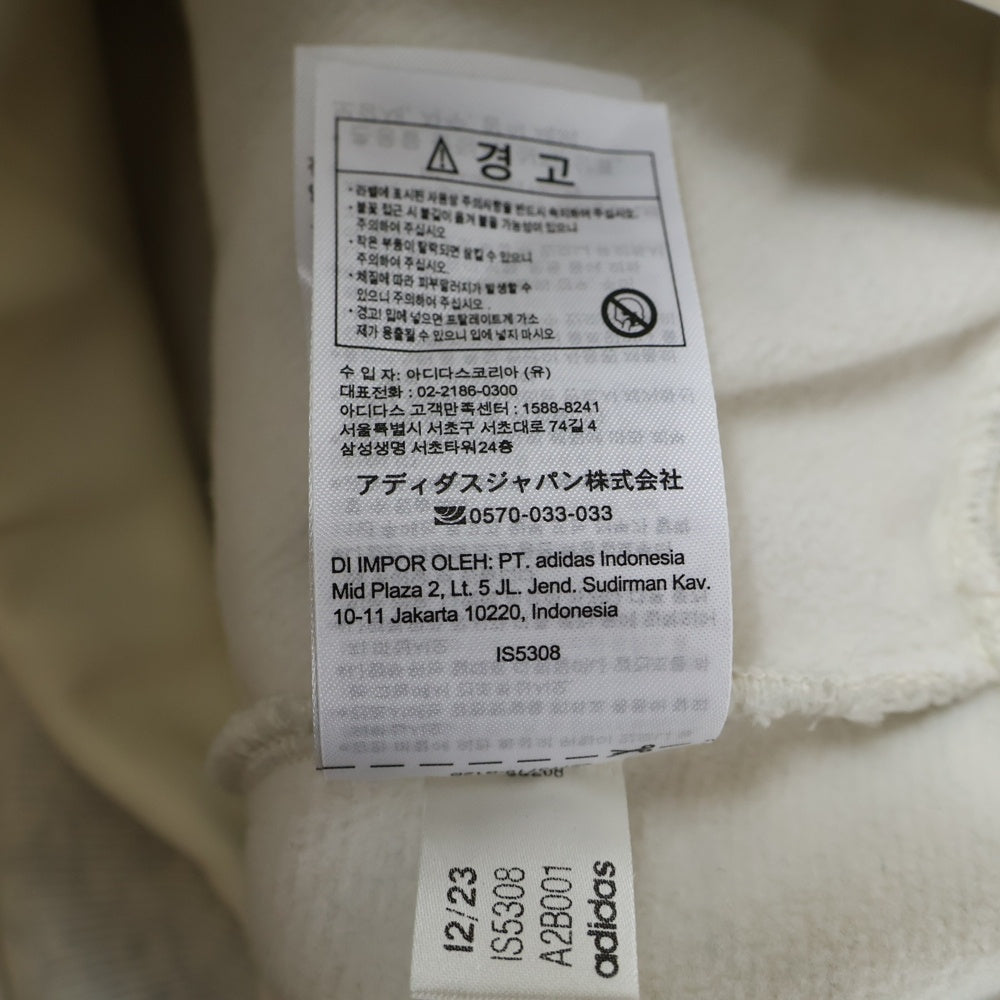 ⚠경고
· 라벨에 표시된 사용상 주의사항을 반드시 숙지하여 주십시오.
· 불꽃 접근 시 불길이 옮겨 붙을 가능성이 있으니
주의하여 주십시오
· 작은 부품이 탈락되면 삼킬 수 있으니
주의하여 주십시오.
· 체질에 따라 피부알러지가 발생할 수
있으니 주의하여 주십시오.
· 경고! 입에 넣으면 프탈레이트계 가소
제가 용출될 수 있으니 입에 넣지 마시오
수 입 자: 아디다스코리아 (유)
대표전화 : 02-2186-0300
아디다스 고객만족센터 : 1588-8241
서울특별시 서초구 서초대로 74길 4
삼성생명 서초타워24층
アディダスジャパン株式会社
0570-033-033
DI IMPOR OLEH: PT. adidas Indonesia
Mid Plaza 2, Lt. 5 JL. Jend. Sudirman Kav.
10-11 Jakarta 10220, Indonesia
IS5308
12/23
IS5308
A2B001
adidas